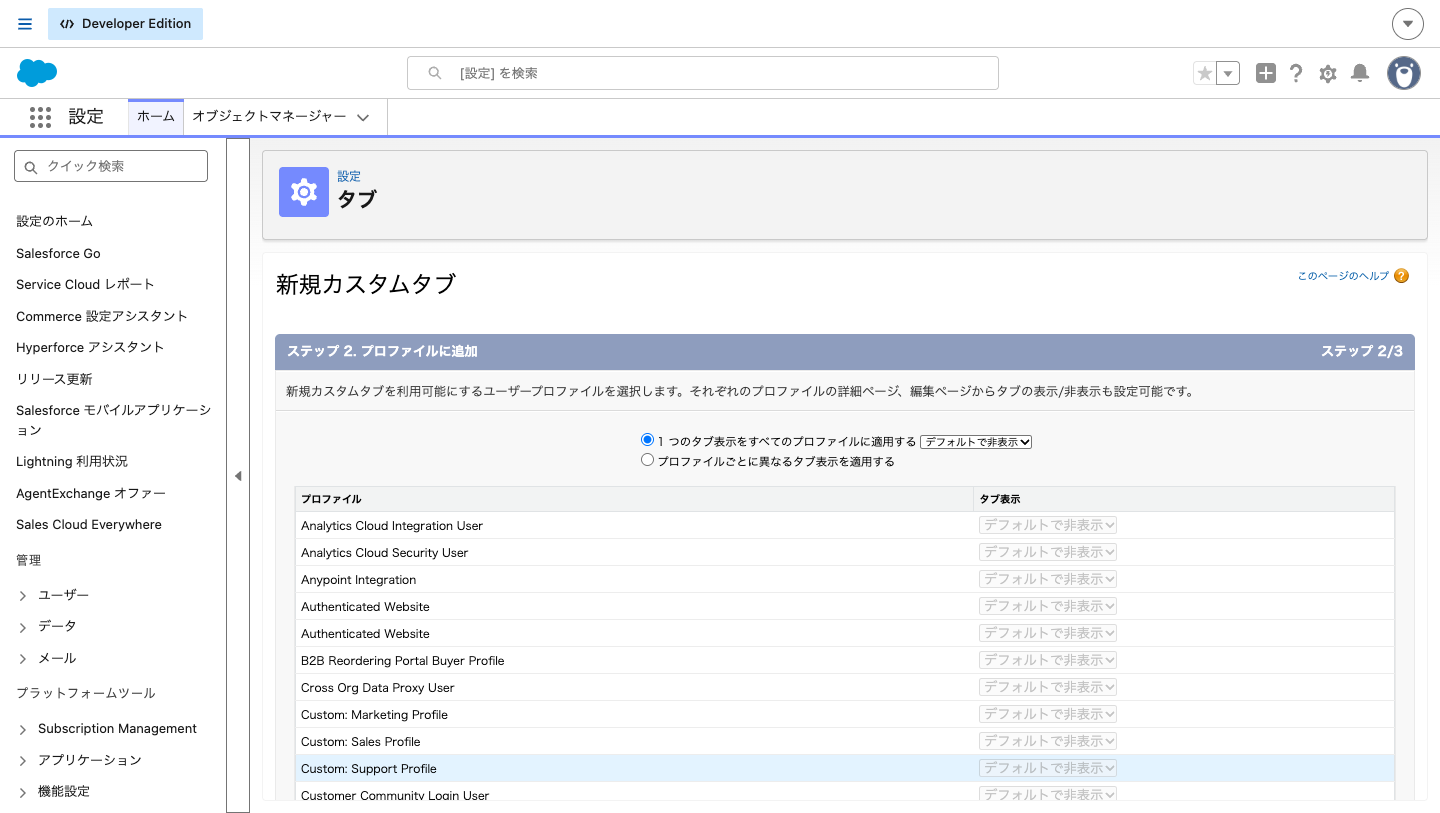 Developer Edition
[設定] を検索
設定
ホーム
オブジェクトマネージャー
クイック検索
設定のホーム
Salesforce Go
Service Cloud レポート
Commerce 設定アシスタント
Hyperforce アシスタント
リリース更新
Salesforce モバイルアプリケーシ
ョン
Lightning 利用状況
AgentExchange オファー
Sales Cloud Everywhere
管理
ユーザー
データ
メール
プラットフォームツール
Subscription Management
アプリケーション
機能設定
設定
タブ
新規カスタムタブ
このページのヘルプ ?
ステップ 2. プロファイルに追加
ステップ 2/3
新規カスタムタブを利用可能にするユーザープロファイルを選択します。それぞれのプロファイルの詳細ページ、編集ページからタブの表示/非表示も設定可能です。
1 つのタブ表示をすべてのプロファイルに適用する デフォルトで非表示
プロファイルごとに異なるタブ表示を適用する
プロファイル タブ表示
Analytics Cloud Integration User デフォルトで非表示
Analytics Cloud Security User デフォルトで非表示
Anypoint Integration デフォルトで非表示
Authenticated Website デフォルトで非表示
Authenticated Website デフォルトで非表示
B2B Reordering Portal Buyer Profile デフォルトで非表示
Cross Org Data Proxy User デフォルトで非表示
Custom: Marketing Profile デフォルトで非表示
Custom: Sales Profile デフォルトで非表示
Custom: Support Profile デフォルトで非表示
Customer Community Login User デフォルトで非表示